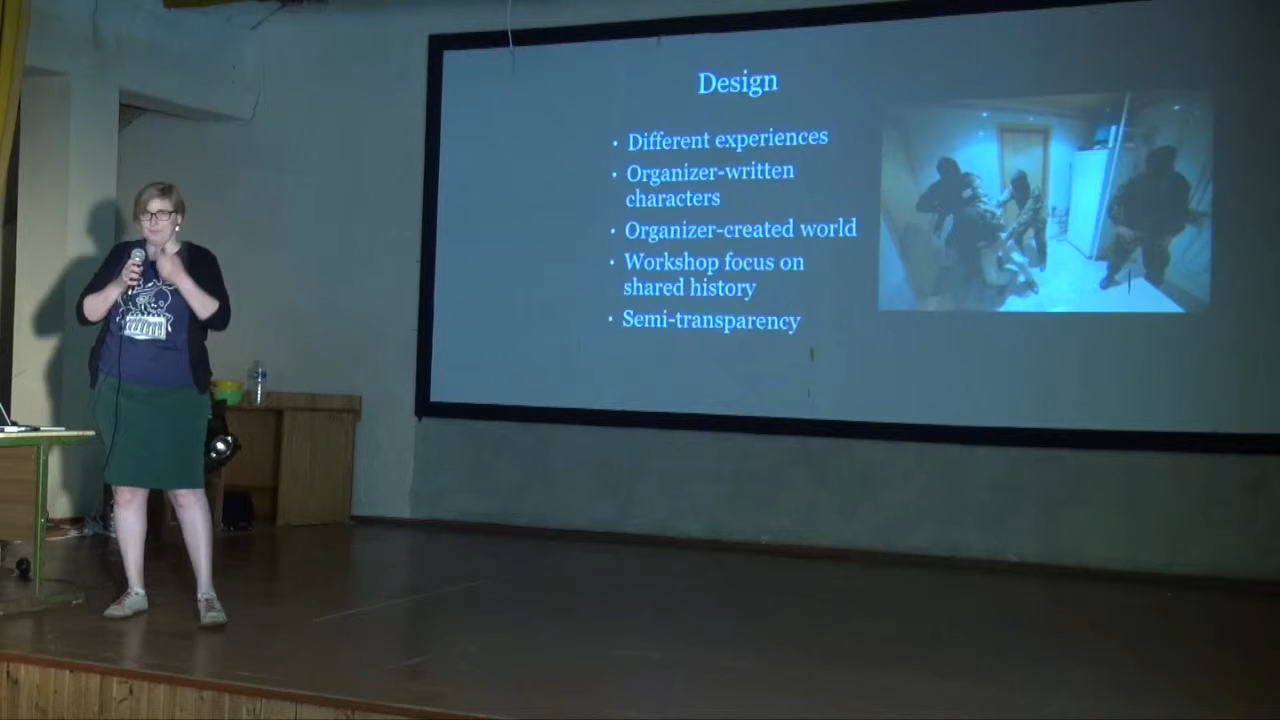 Design
· Different experiences
· Organizer-written
characters
· Organizer-created world
· Workshop focus on
shared history
· Semi-transparency